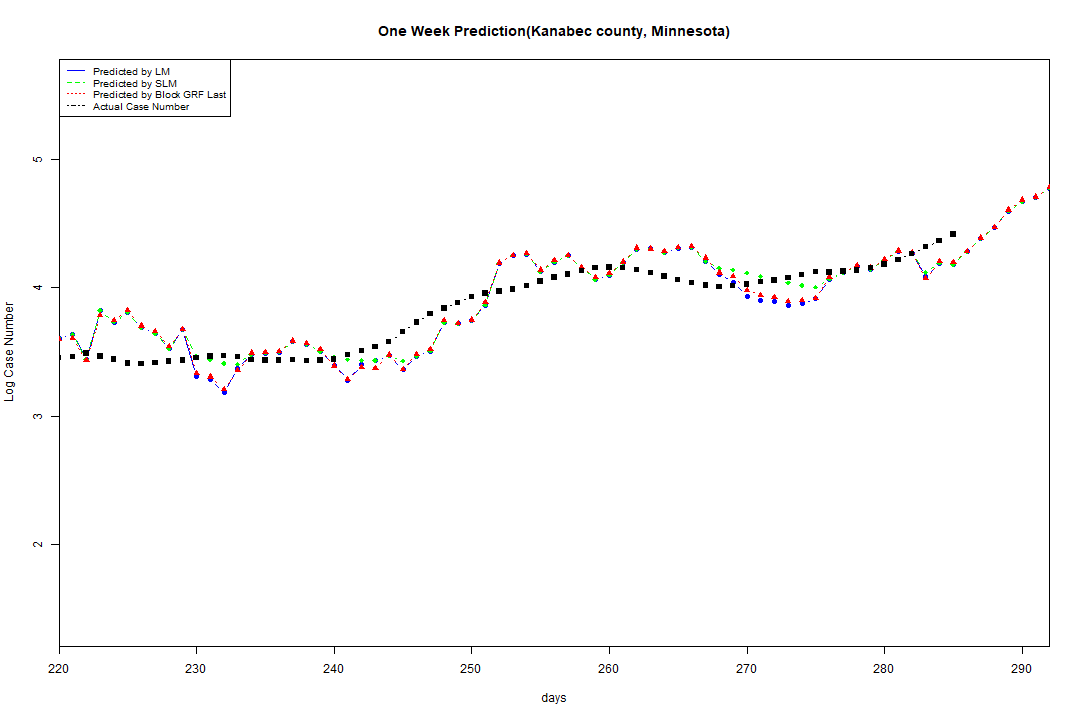 One Week Prediction(Kanabec county, Minnesota)
Predicted by LM
Predicted by SLM
Predicted by Block GRF Last
Actual Case Number
5
4
3
2
Log Case Number
220 230 240 250 260 270 280 290
days